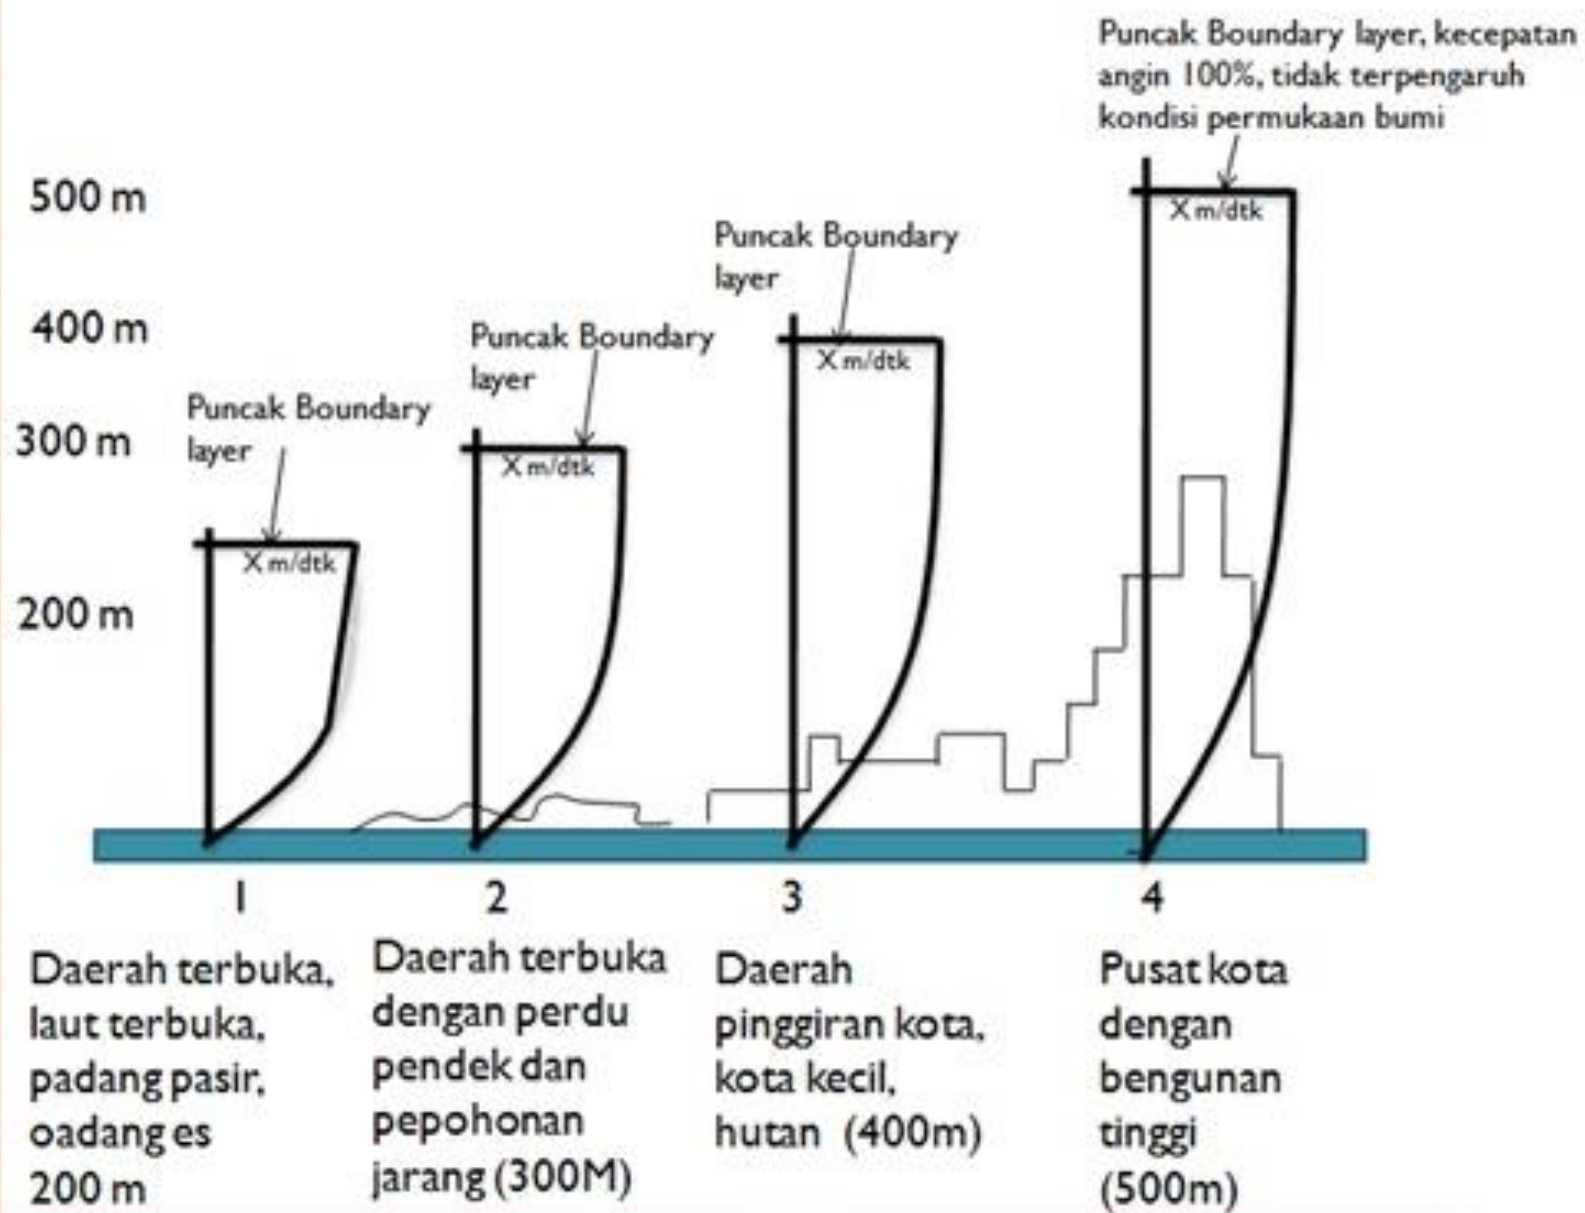 Puncak Boundary layer, kecepatan
angin 100%, tidak terpengaruh
kondisi permukaan bumi
500 m
X m/dtk
Puncak Boundary
layer
400 m
X m/dtk
Puncak Boundary
layer
300 m
X m/dtk
Puncak Boundary
layer
X m/dtk
200 m
1
2
3
4
Daerah terbuka,
laut terbuka,
padang pasir,
oadang es
200 m
Daerah terbuka
dengan perdu
pendek dan
pepohonan
jarang (300M)
Daerah
pinggiran kota,
kota kecil,
hutan (400m)
Pusat kota
dengan
bengunan
tinggi
(500m)